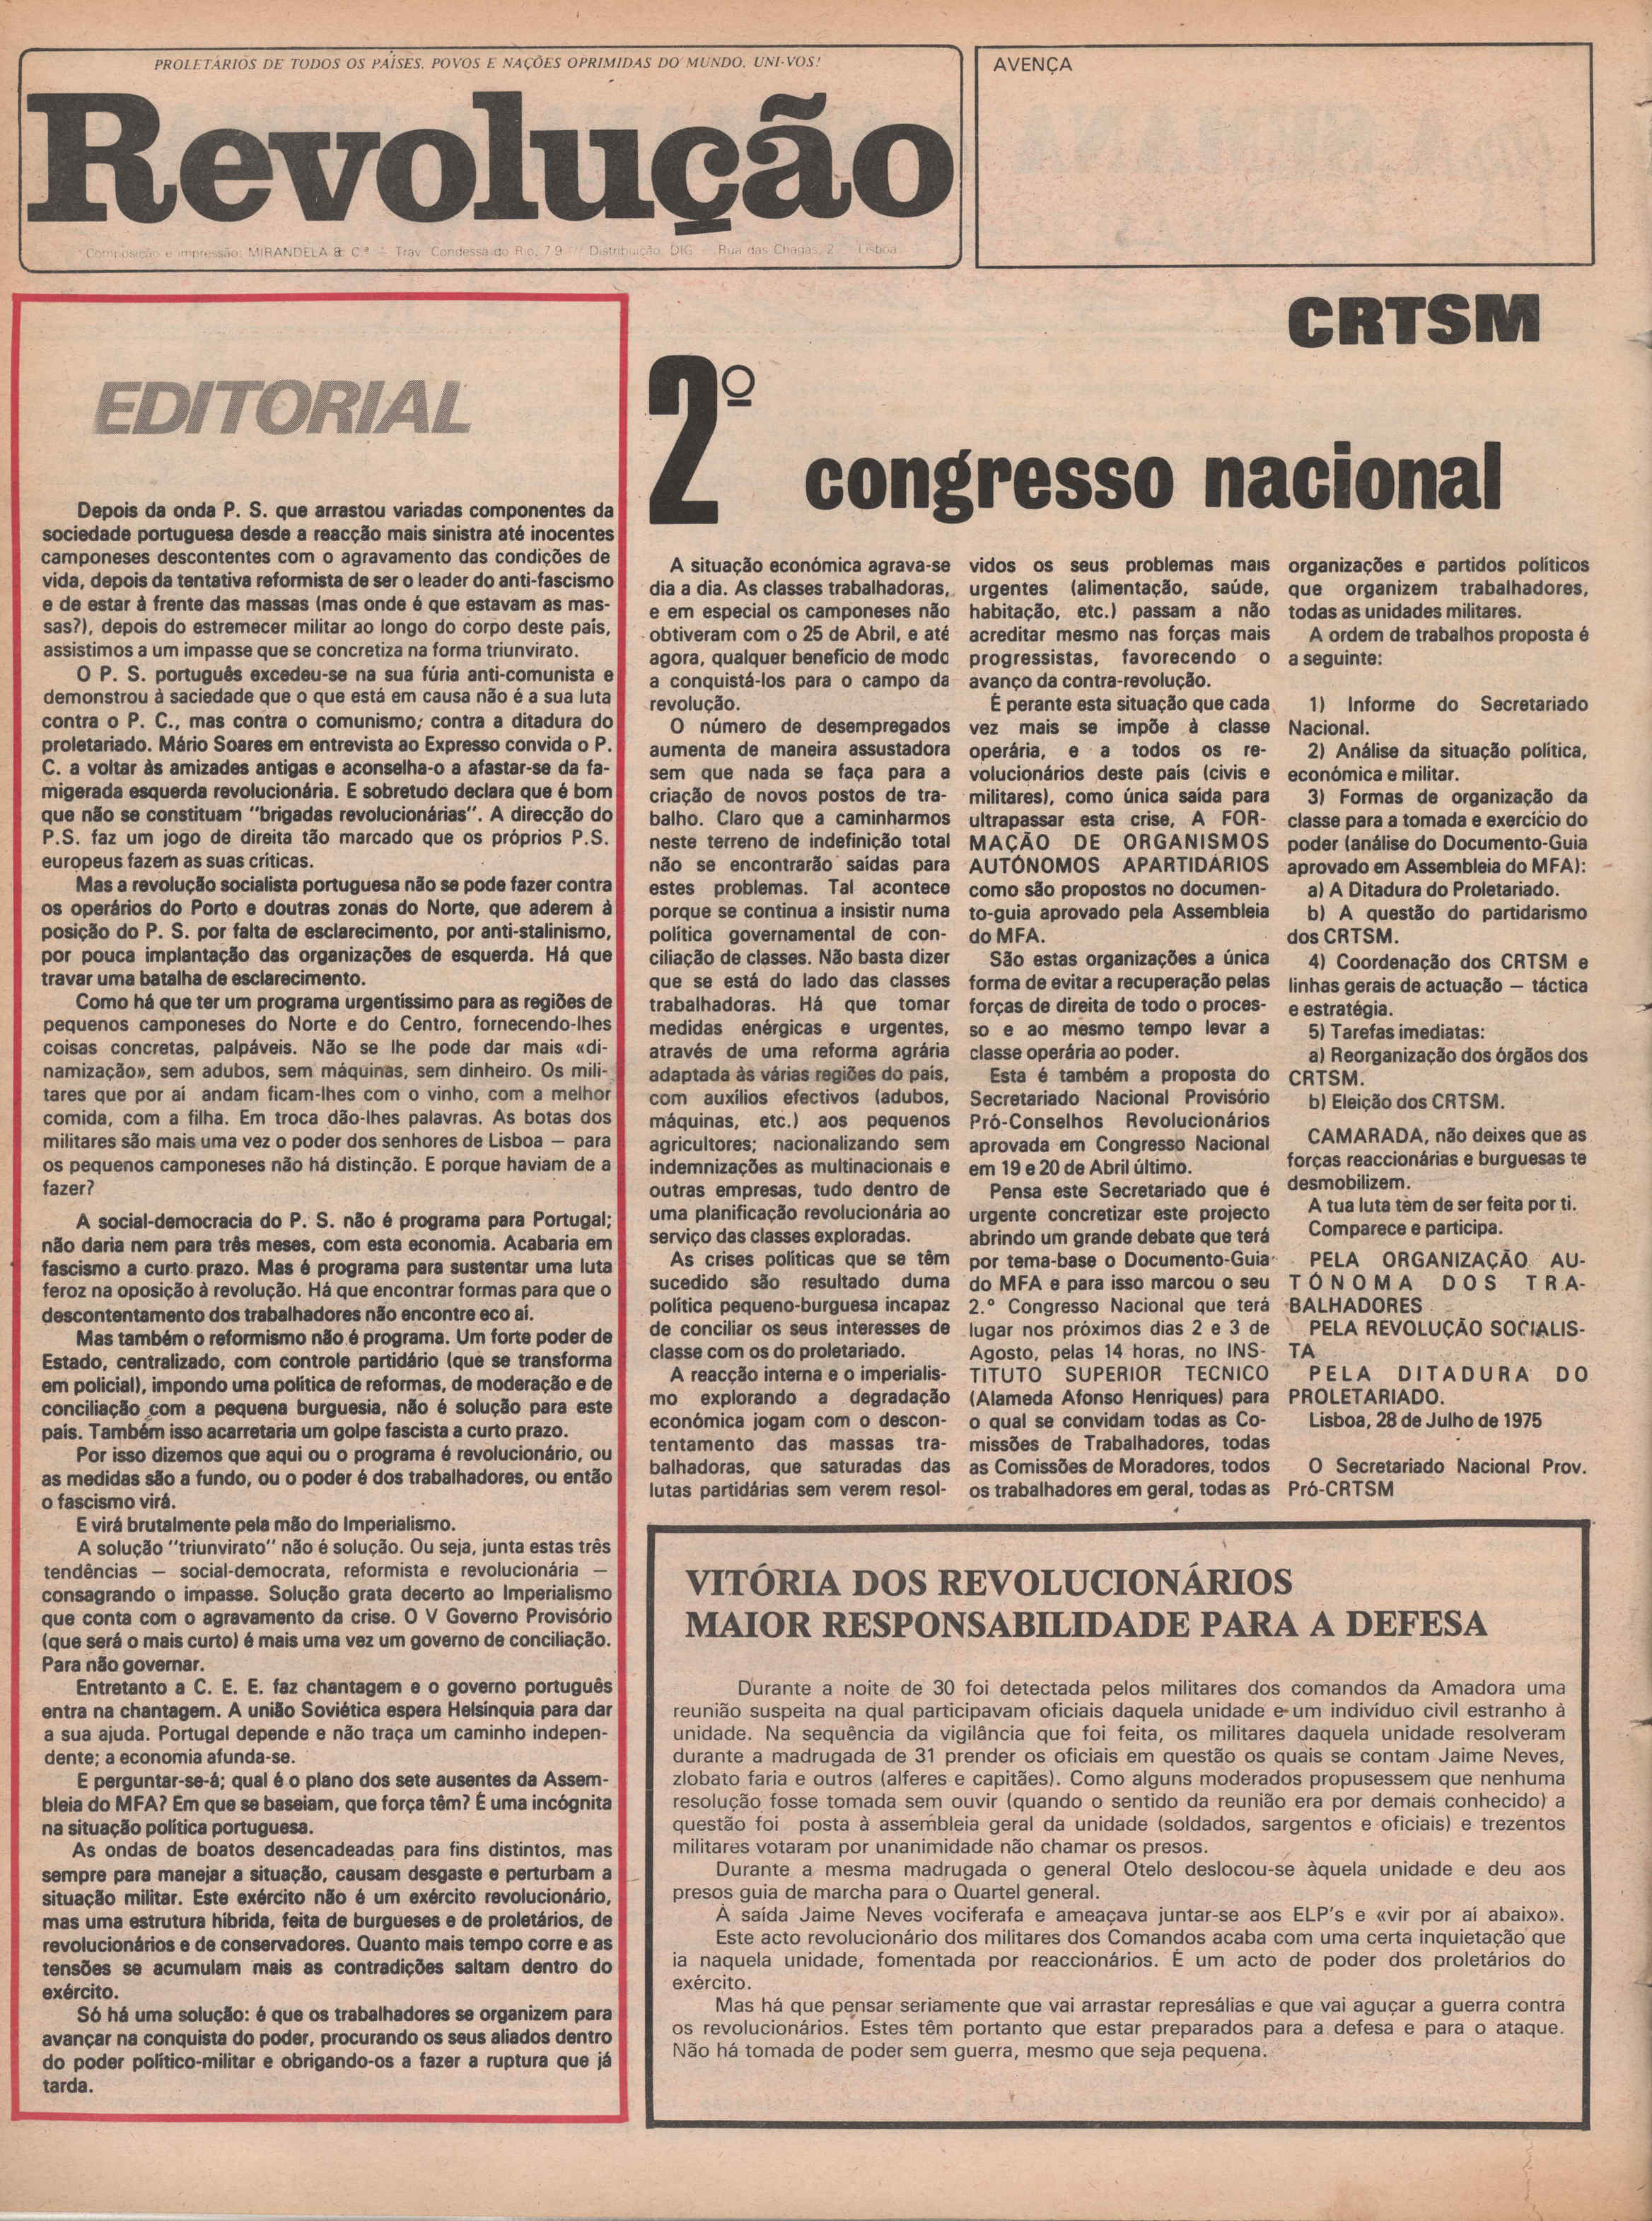 PROLETÁRIOS DE TODOS OS PAÍSES, POVOS E NAÇÕES OPRIMIDAS DO MUNDO, UNI-VOS!
Revolução
Composição e impressão: MIRANDELA & C.ª - Trav. Condessa do Rio, 7-9 Distribuição DIG - Rua das Chagas, 2 Lisboa
AVENÇA
EDITORIAL
Depois da onda P. S. que arrastou variadas componentes da
sociedade portuguesa desde a reacção mais sinistra até inocentes
camponeses descontentes com o agravamento das condições de
vida, depois da tentativa reformista de ser o leader do anti-fascismo
e de estar à frente das massas (mas onde é que estavam as mas-
sas?), depois do estremecer militar ao longo do corpo deste país,
assistimos a um impasse que se concretiza na forma triunvirato.
O P. S. português excedeu-se na sua fúria anti-comunista e
demonstrou à saciedade que o que está em causa não é a sua luta
contra o P. C., mas contra o comunismo; contra a ditadura do
proletariado. Mário Soares em entrevista ao Expresso convida o P.
C. a voltar às amizades antigas e aconselha-o a afastar-se da fa-
migerada esquerda revolucionária. E sobretudo declara que é bom
que não se constituam "brigadas revolucionárias". A direcção do
P.S. faz um jogo de direita tão marcado que os próprios P.S.
europeus fazem as suas críticas.
Mas a revolução socialista portuguesa não se pode fazer contra
os operários do Porto e doutras zonas do Norte, que aderem à
posição do P. S. por falta de esclarecimento, por anti-stalinismo,
por pouca implantação das organizações de esquerda. Há que
travar uma batalha de esclarecimento.
Como há que ter um programa urgentíssimo para as regiões de
pequenos camponeses do Norte e do Centro, fornecendo-lhes
coisas concretas, palpáveis. Não se lhe pode dar mais «di-
namização», sem adubos, sem máquinas, sem dinheiro. Os mili-
tares que por aí andam ficam-lhes com o vinho, com a melhor
comida, com a filha. Em troca dão-lhes palavras. As botas dos
militares são mais uma vez o poder dos senhores de Lisboa — para
os pequenos camponeses não há distinção. E porque haviam de a
fazer?
A social-democracia do P. S. não é programa para Portugal;
não daria nem para três meses, com esta economia. Acabaria em
fascismo a curto prazo. Mas é programa para sustentar uma luta
feroz na oposição à revolução. Há que encontrar formas para que o
descontentamento dos trabalhadores não encontre eco aí.
Mas também o reformismo não é programa. Um forte poder de
Estado, centralizado, com controle partidário (que se transforma
em policial), impondo uma política de reformas, de moderação e de
conciliação com a pequena burguesia, não é solução para este
país. Também isso acarretaria um golpe fascista a curto prazo.
Por isso dizemos que aqui ou o programa é revolucionário, ou
as medidas são a fundo, ou o poder é dos trabalhadores, ou então
o fascismo virá.
E virá brutalmente pela mão do Imperialismo.
A solução "triunvirato" não é solução. Ou seja, junta estas três
tendências — social-democrata, reformista e revolucionária —
consagrando o impasse. Solução grata decerto ao Imperialismo
que conta com o agravamento da crise. O V Governo Provisório
(que será o mais curto) é mais uma vez um governo de conciliação.
Para não governar.
Entretanto a C. E. E. faz chantagem e o governo português
entra na chantagem. A união Soviética espera Helsínquia para dar
a sua ajuda. Portugal depende e não traça um caminho indepen-
dente; a economia afunda-se.
E perguntar-se-á; qual é o plano dos sete ausentes da Assem-
bleia do MFA? Em que se baseiam, que força têm? É uma incógnita
na situação política portuguesa.
As ondas de boatos desencadeadas para fins distintos, mas
sempre para manejar a situação, causam desgaste e perturbam a
situação militar. Este exército não é um exército revolucionário,
mas uma estrutura híbrida, feita de burgueses e de proletários, de
revolucionários e de conservadores. Quanto mais tempo corre e as
tensões se acumulam mais as contradições saltam dentro do
exército.
Só há uma solução: é que os trabalhadores se organizem para
avançar na conquista do poder, procurando os seus aliados dentro
do poder político-militar e obrigando-os a fazer a ruptura que já
tarda.
CRTSM
2º
congresso nacional
A situação económica agrava-se
dia a dia. As classes trabalhadoras,
e em especial os camponeses não
obtiveram com o 25 de Abril, e até
agora, qualquer benefício de modo
a conquistá-los para o campo da
revolução.
O número de desempregados
aumenta de maneira assustadora
sem que nada se faça para a
criação de novos postos de tra-
balho. Claro que a caminharmos
neste terreno de indefinição total
não se encontrarão saídas para
estes problemas. Tal acontece
porque se continua a insistir numa
política governamental de con-
ciliação de classes. Não basta dizer
que se está do lado das classes
trabalhadoras. Há que tomar
medidas enérgicas e urgentes,
através de uma reforma agrária
adaptada às várias regiões do país,
com auxílios efectivos (adubos,
máquinas, etc.) aos pequenos
agricultores; nacionalizando sem
indemnizações as multinacionais e
outras empresas, tudo dentro de
uma planificação revolucionária ao
serviço das classes exploradas.
As crises políticas que se têm
sucedido são resultado duma
política pequeno-burguesa incapaz
de conciliar os seus interesses de
classe com os do proletariado.
A reacção interna e o imperialis-
mo explorando a degradação
económica jogam com o descon-
tentamento das massas tra-
balhadoras, que saturadas das
lutas partidárias sem verem resol-
vidos os seus problemas mais
urgentes (alimentação, saúde,
habitação, etc.) passam a não
acreditar mesmo nas forças mais
progressistas, favorecendo o
avanço da contra-revolução.
É perante esta situação que cada
vez mais se impõe à classe
operária, e a todos os re-
volucionários deste país (civis e
militares), como única saída para
ultrapassar esta crise, A FOR-
MAÇÃO DE ORGANISMOS
AUTÓNOMOS APARTIDÁRIOS
como são propostos no documen-
to-guia aprovado pela Assembleia
do MFA.
São estas organizações a única
forma de evitar a recuperação pelas
forças de direita de todo o proces-
so e ao mesmo tempo levar a
classe operária ao poder.
Esta é também a proposta do
Secretariado Nacional Provisório
Pró-Conselhos Revolucionários
aprovada em Congresso Nacional
em 19 e 20 de Abril último.
Pensa este Secretariado que é
urgente concretizar este projecto
abrindo um grande debate que terá
por tema-base o Documento-Guia
do MFA e para isso marcou o seu
2.º Congresso Nacional que terá
lugar nos próximos dias 2 e 3 de
Agosto, pelas 14 horas, no INS-
TITUTO SUPERIOR TECNICO
(Alameda Afonso Henriques) para
o qual se convidam todas as Co-
missões de Trabalhadores, todas
as Comissões de Moradores, todos
os trabalhadores em geral, todas as
organizações e partidos políticos
que organizem trabalhadores,
todas as unidades militares.
A ordem de trabalhos proposta é
a seguinte:
1) Informe do Secretariado
Nacional.
2) Análise da situação política,
económica e militar.
3) Formas de organização da
classe para a tomada e exercício do
poder (análise do Documento-Guia
aprovado em Assembleia do MFA):
a) A Ditadura do Proletariado.
b) A questão do partidarismo
dos CRTSM.
4) Coordenação dos CRTSM e
linhas gerais de actuação — táctica
e estratégia.
5) Tarefas imediatas:
a) Reorganização dos órgãos dos
CRTSM.
b) Eleição dos CRTSM.
CAMARADA, não deixes que as
forças reaccionárias e burguesas te
desmobilizem.
A tua luta tem de ser feita por ti.
Comparece e participa.
PELA ORGANIZAÇÃO AU-
TÓNOMA DOS TRA-
BALHADORES
PELA REVOLUÇÃO SOCIALIS-
TA
PELA DITADURA DO
PROLETARIADO.
Lisboa, 28 de Julho de 1975
O Secretariado Nacional Prov.
Pró-CRTSM
VITÓRIA DOS REVOLUCIONÁRIOS
MAIOR RESPONSABILIDADE PARA A DEFESA
Durante a noite de 30 foi detectada pelos militares dos comandos da Amadora uma
reunião suspeita na qual participavam oficiais daquela unidade e um indivíduo civil estranho à
unidade. Na sequência da vigilância que foi feita, os militares daquela unidade resolveram
durante a madrugada de 31 prender os oficiais em questão os quais se contam Jaime Neves,
zlobato faria e outros (alferes e capitães). Como alguns moderados propusessem que nenhuma
resolução fosse tomada sem ouvir (quando o sentido da reunião era por demais conhecido) a
questão foi posta à assembleia geral da unidade (soldados, sargentos e oficiais) e trezentos
militares votaram por unanimidade não chamar os presos.
Durante a mesma madrugada o general Otelo deslocou-se àquela unidade e deu aos
presos guia de marcha para o Quartel general.
À saída Jaime Neves vociferafa e ameaçava juntar-se aos ELP's e «vir por aí abaixo».
Este acto revolucionário dos militares dos Comandos acaba com uma certa inquietação que
ia naquela unidade, fomentada por reaccionários. É um acto de poder dos proletários do
exército.
Mas há que pensar seriamente que vai arrastar represálias e que vai aguçar a guerra contra
os revolucionários. Estes têm portanto que estar preparados para a defesa e para o ataque.
Não há tomada de poder sem guerra, mesmo que seja pequena.